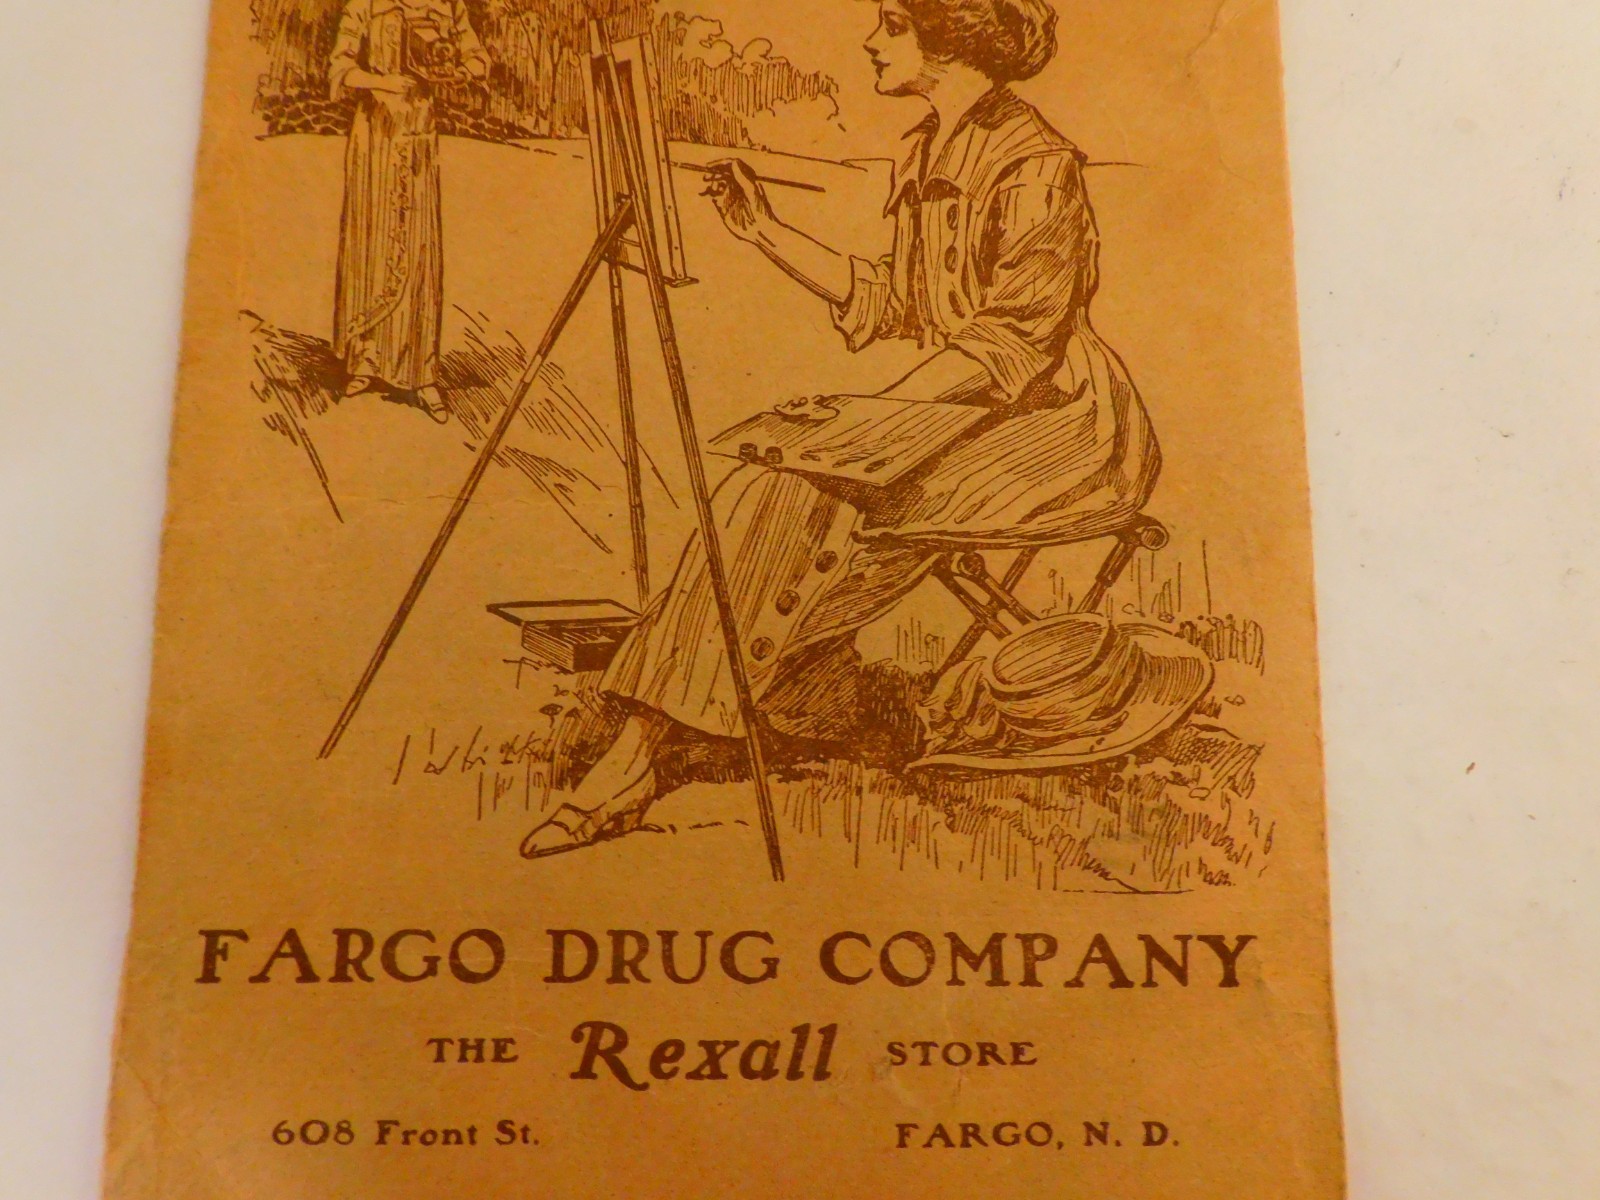 FARGO DRUG COMPANY
THE Rexall STORE
608 Front St. FARGO, N. D.